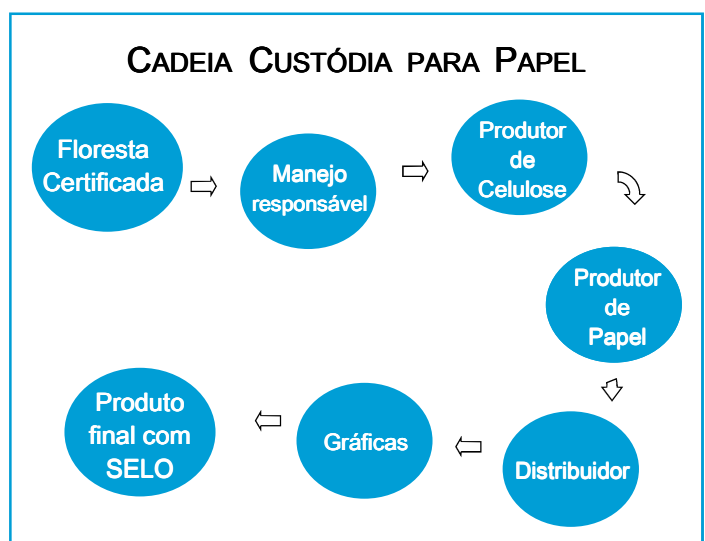 CADEIA CUSTÓDIA PARA PAPEL
Floresta
Certificada
Manejo
responsável
Produtor
de
Celulose
Produtor
de
Papel
Distribuidor
Gráficas
Produto
final com
SELO